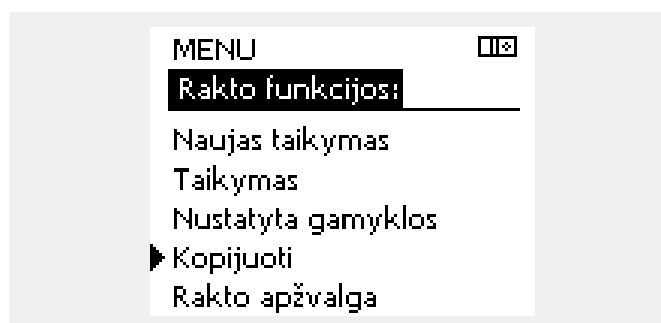 MENU
Rakto funkcijos:
Naujas taikymas
Taikymas
Nustatyta gamyklos
Kopijuoti
Rakto apžvalga